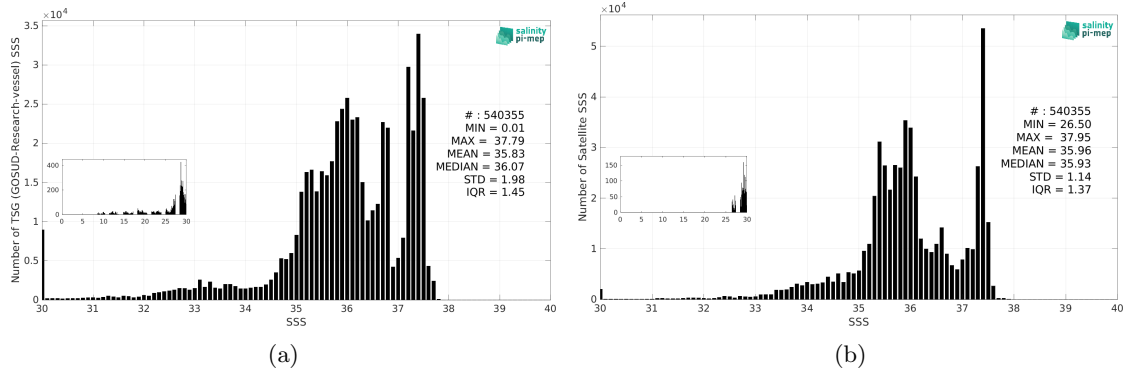 ×10⁴
3.5
3
2.5
2
1.5
1
0.5
0
Number of TSG (GOSUD-Research-vessel) SSS
salinity
pi-mep
# : 540355
MIN = 0.01
MAX = 37.79
MEAN = 35.83
MEDIAN = 36.07
STD = 1.98
IQR = 1.45
400
200
0
0 5 10 15 20 25 30
30 31 32 33 34 35 36 37 38 39 40
SSS
(a)
×10⁴
5
4
3
2
1
0
Number of Satellite SSS
salinity
pi-mep
# : 540355
MIN = 26.50
MAX = 37.95
MEAN = 35.96
MEDIAN = 35.93
STD = 1.14
IQR = 1.37
150
100
50
0
0 5 10 15 20 25 30
30 31 32 33 34 35 36 37 38 39 40
SSS
(b)